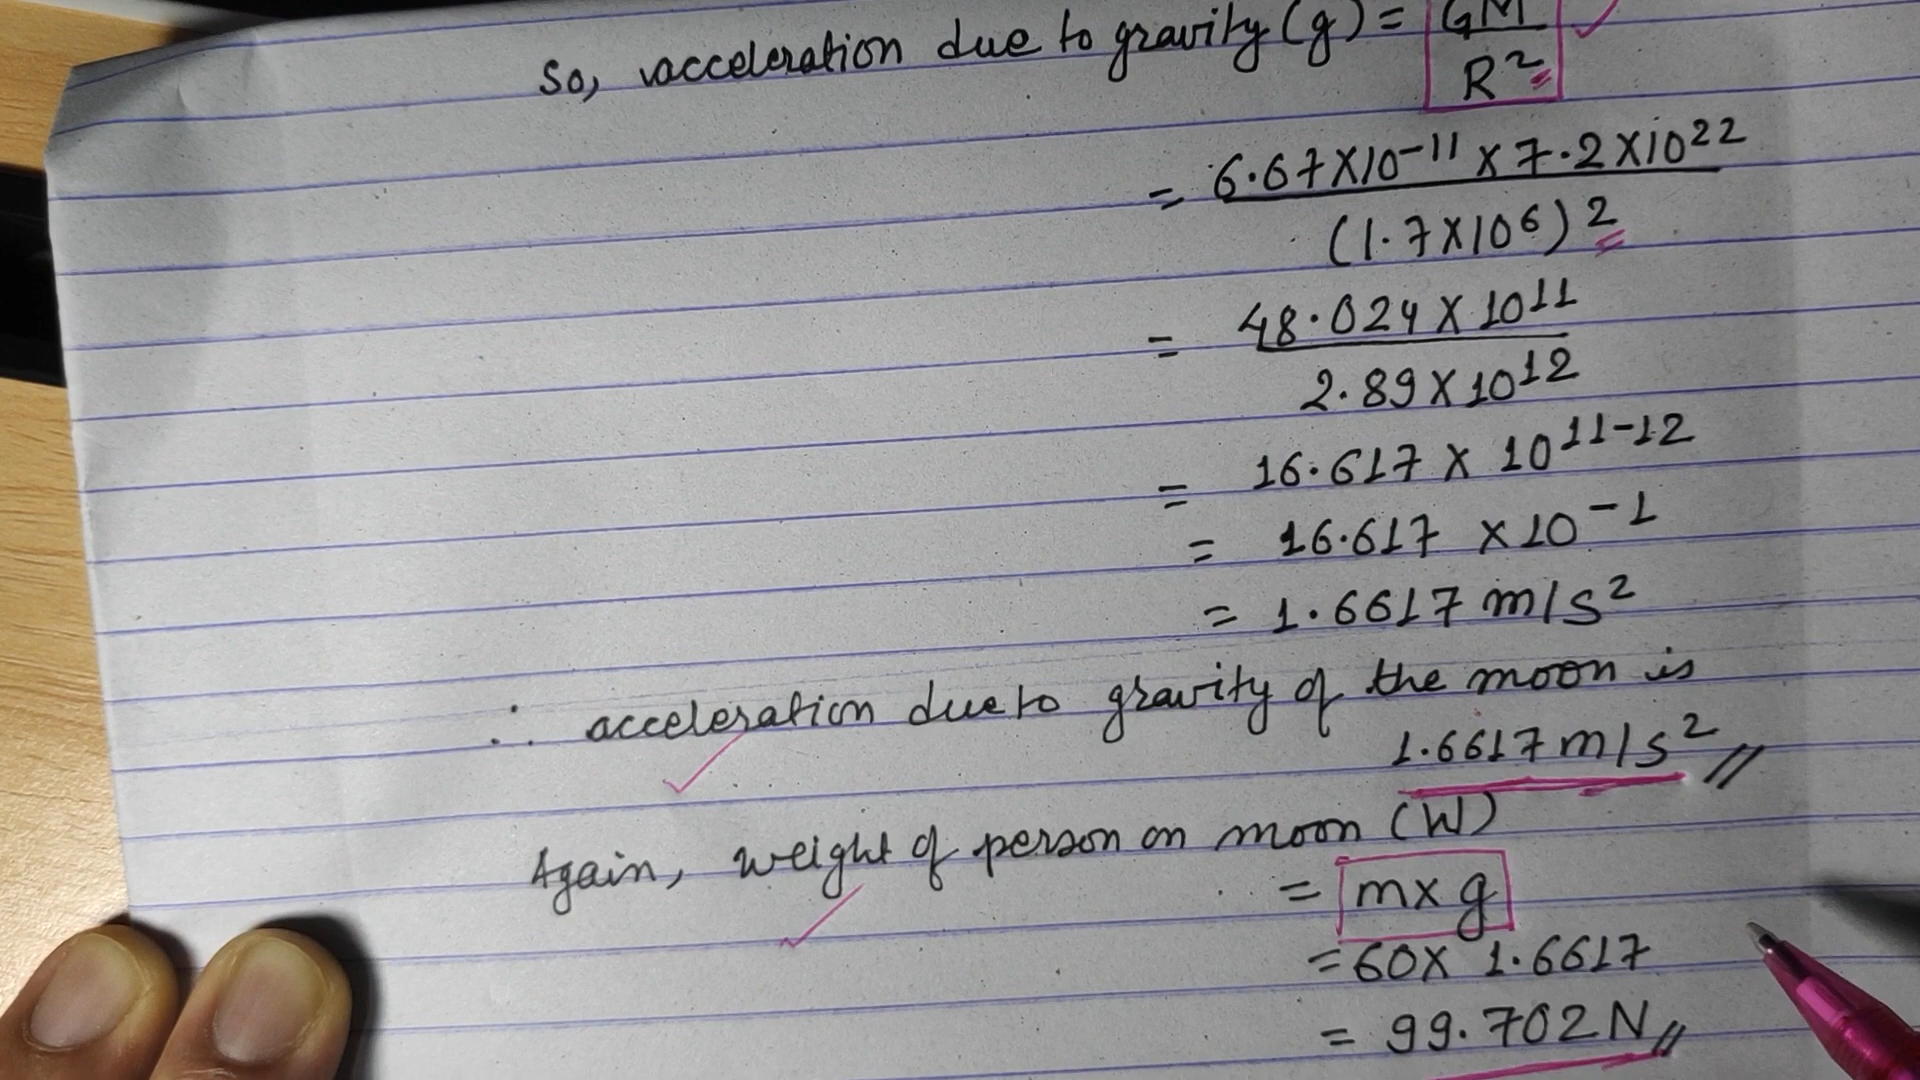 So, acceleration due to gravity (g) = GM / R²
= 6.67×10⁻¹¹ × 7.2×10²² / (1.7×10⁶)²
= 48.024 × 10¹¹ / 2.89 × 10¹²
= 16.617 × 10¹¹⁻¹²
= 16.617 × 10⁻¹
= 1.6617 m/s²
∴ acceleration due to gravity of the moon is
1.6617 m/s² //
Again, weight of person on moon (W)
= m×g
= 60× 1.6617
= 99.702 N //